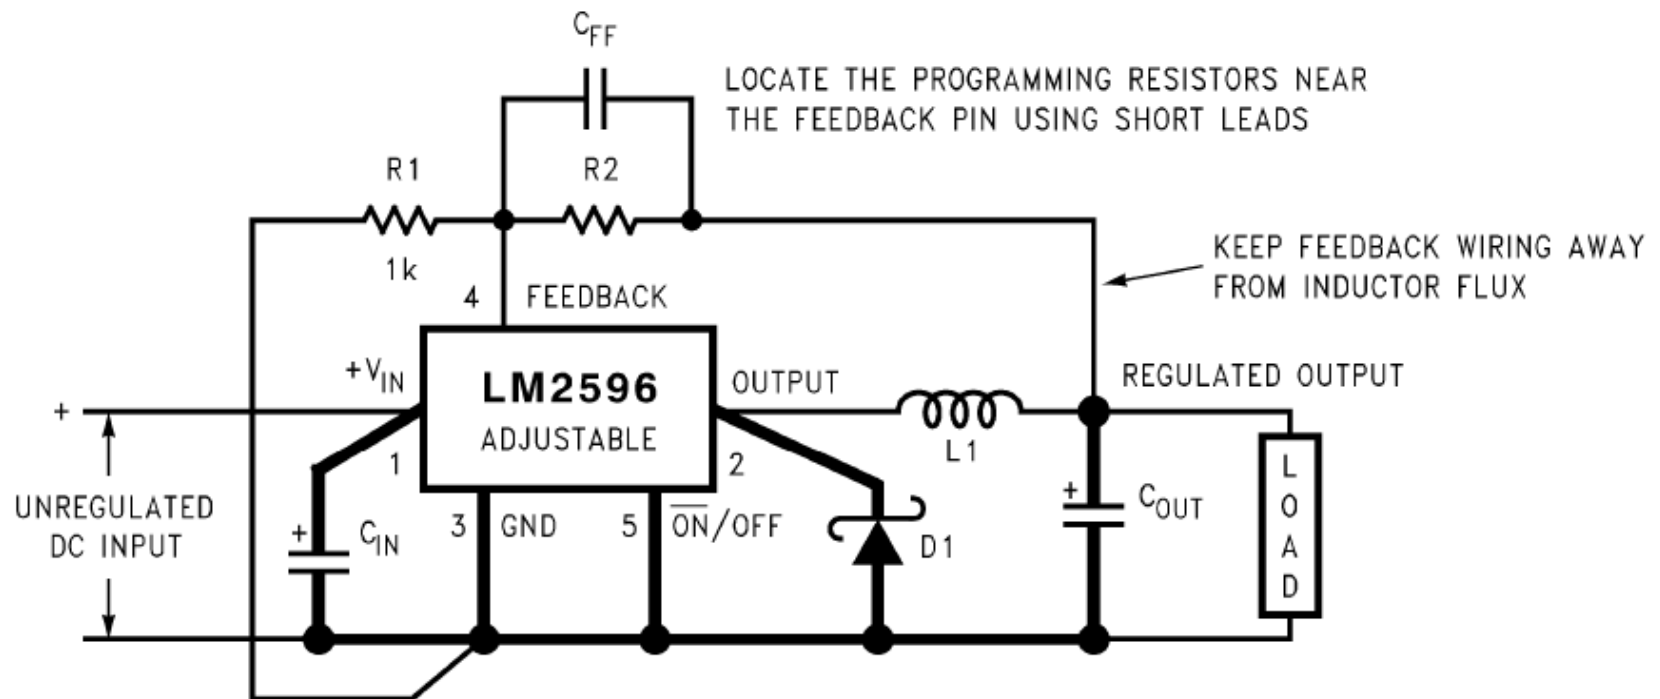 CFF
LOCATE THE PROGRAMMING RESISTORS NEAR
THE FEEDBACK PIN USING SHORT LEADS
R1
R2
1k
KEEP FEEDBACK WIRING AWAY
FROM INDUCTOR FLUX
4 FEEDBACK
+VIN
LM2596
ADJUSTABLE
OUTPUT
REGULATED OUTPUT
+
1
2
L1
UNREGULATED
DC INPUT
+
CIN
3 GND
5 ON/OFF
D1
+
COUT
LOAD